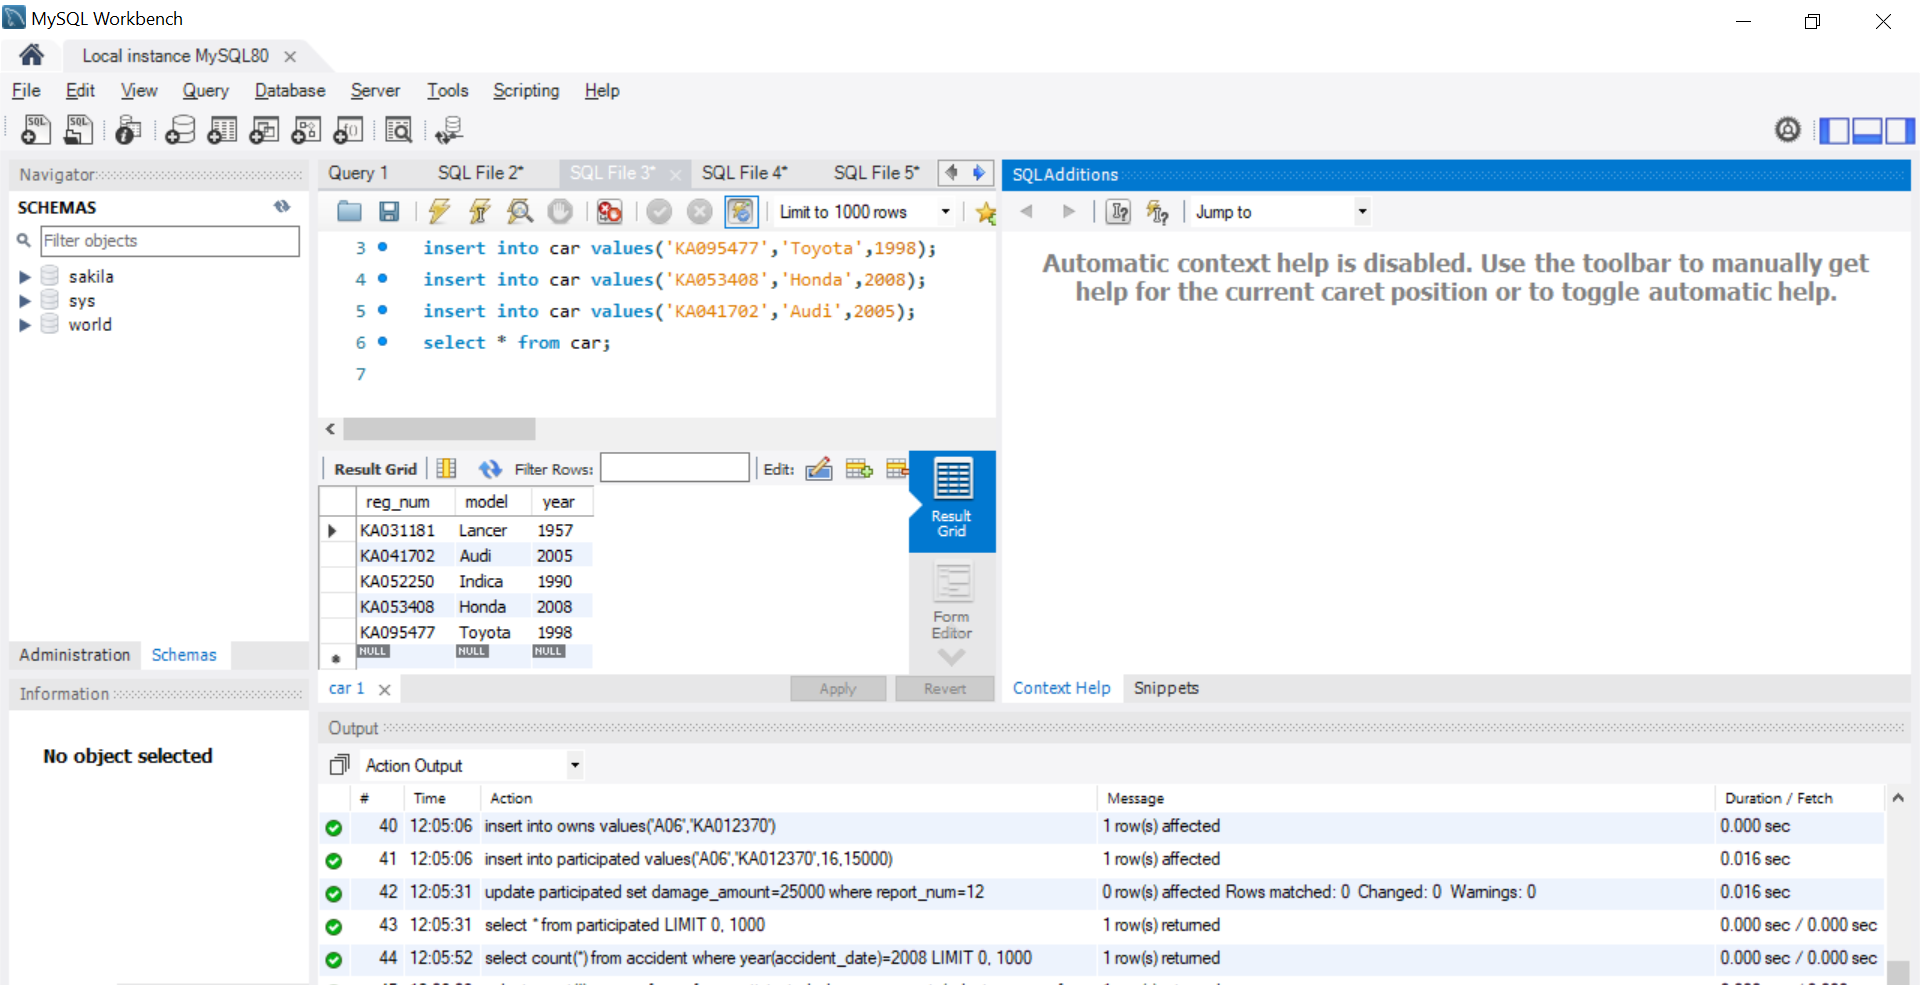 MySQL Workbench
Local instance MySQL80
File Edit View Query Database Server Tools Scripting Help
Navigator
SCHEMAS
Filter objects
sakila
sys
world
Administration Schemas
Information
No object selected
Query 1 SQL File 2* SQL File 3* SQL File 4* SQL File 5*
Limit to 1000 rows
3 insert into car values('KA095477','Toyota',1998);
4 insert into car values('KA053408','Honda',2008);
5 insert into car values('KA041702','Audi',2005);
6 select * from car;
7
Result Grid Filter Rows: Edit:
reg_num model year
KA031181 Lancer 1957
KA041702 Audi 2005
KA052250 Indica 1990
KA053408 Honda 2008
KA095477 Toyota 1998
NULL NULL NULL
Result
Grid
Form
Editor
car 1 Apply Revert
SQLAdditions
Jump to
Automatic context help is disabled. Use the toolbar to manually get
help for the current caret position or to toggle automatic help.
Context Help Snippets
Output
Action Output
# Time Action Message Duration / Fetch
40 12:05:06 insert into owns values('A06','KA012370') 1 row(s) affected 0.000 sec
41 12:05:06 insert into participated values('A06','KA012370',16,15000) 1 row(s) affected 0.016 sec
42 12:05:31 update participated set damage_amount=25000 where report_num=12 0 row(s) affected Rows matched: 0 Changed: 0 Warnings: 0 0.016 sec
43 12:05:31 select * from participated LIMIT 0, 1000 1 row(s) returned 0.000 sec / 0.000 sec
44 12:05:52 select count(*) from accident where year(accident_date)=2008 LIMIT 0, 1000 1 row(s) returned 0.000 sec / 0.000 sec